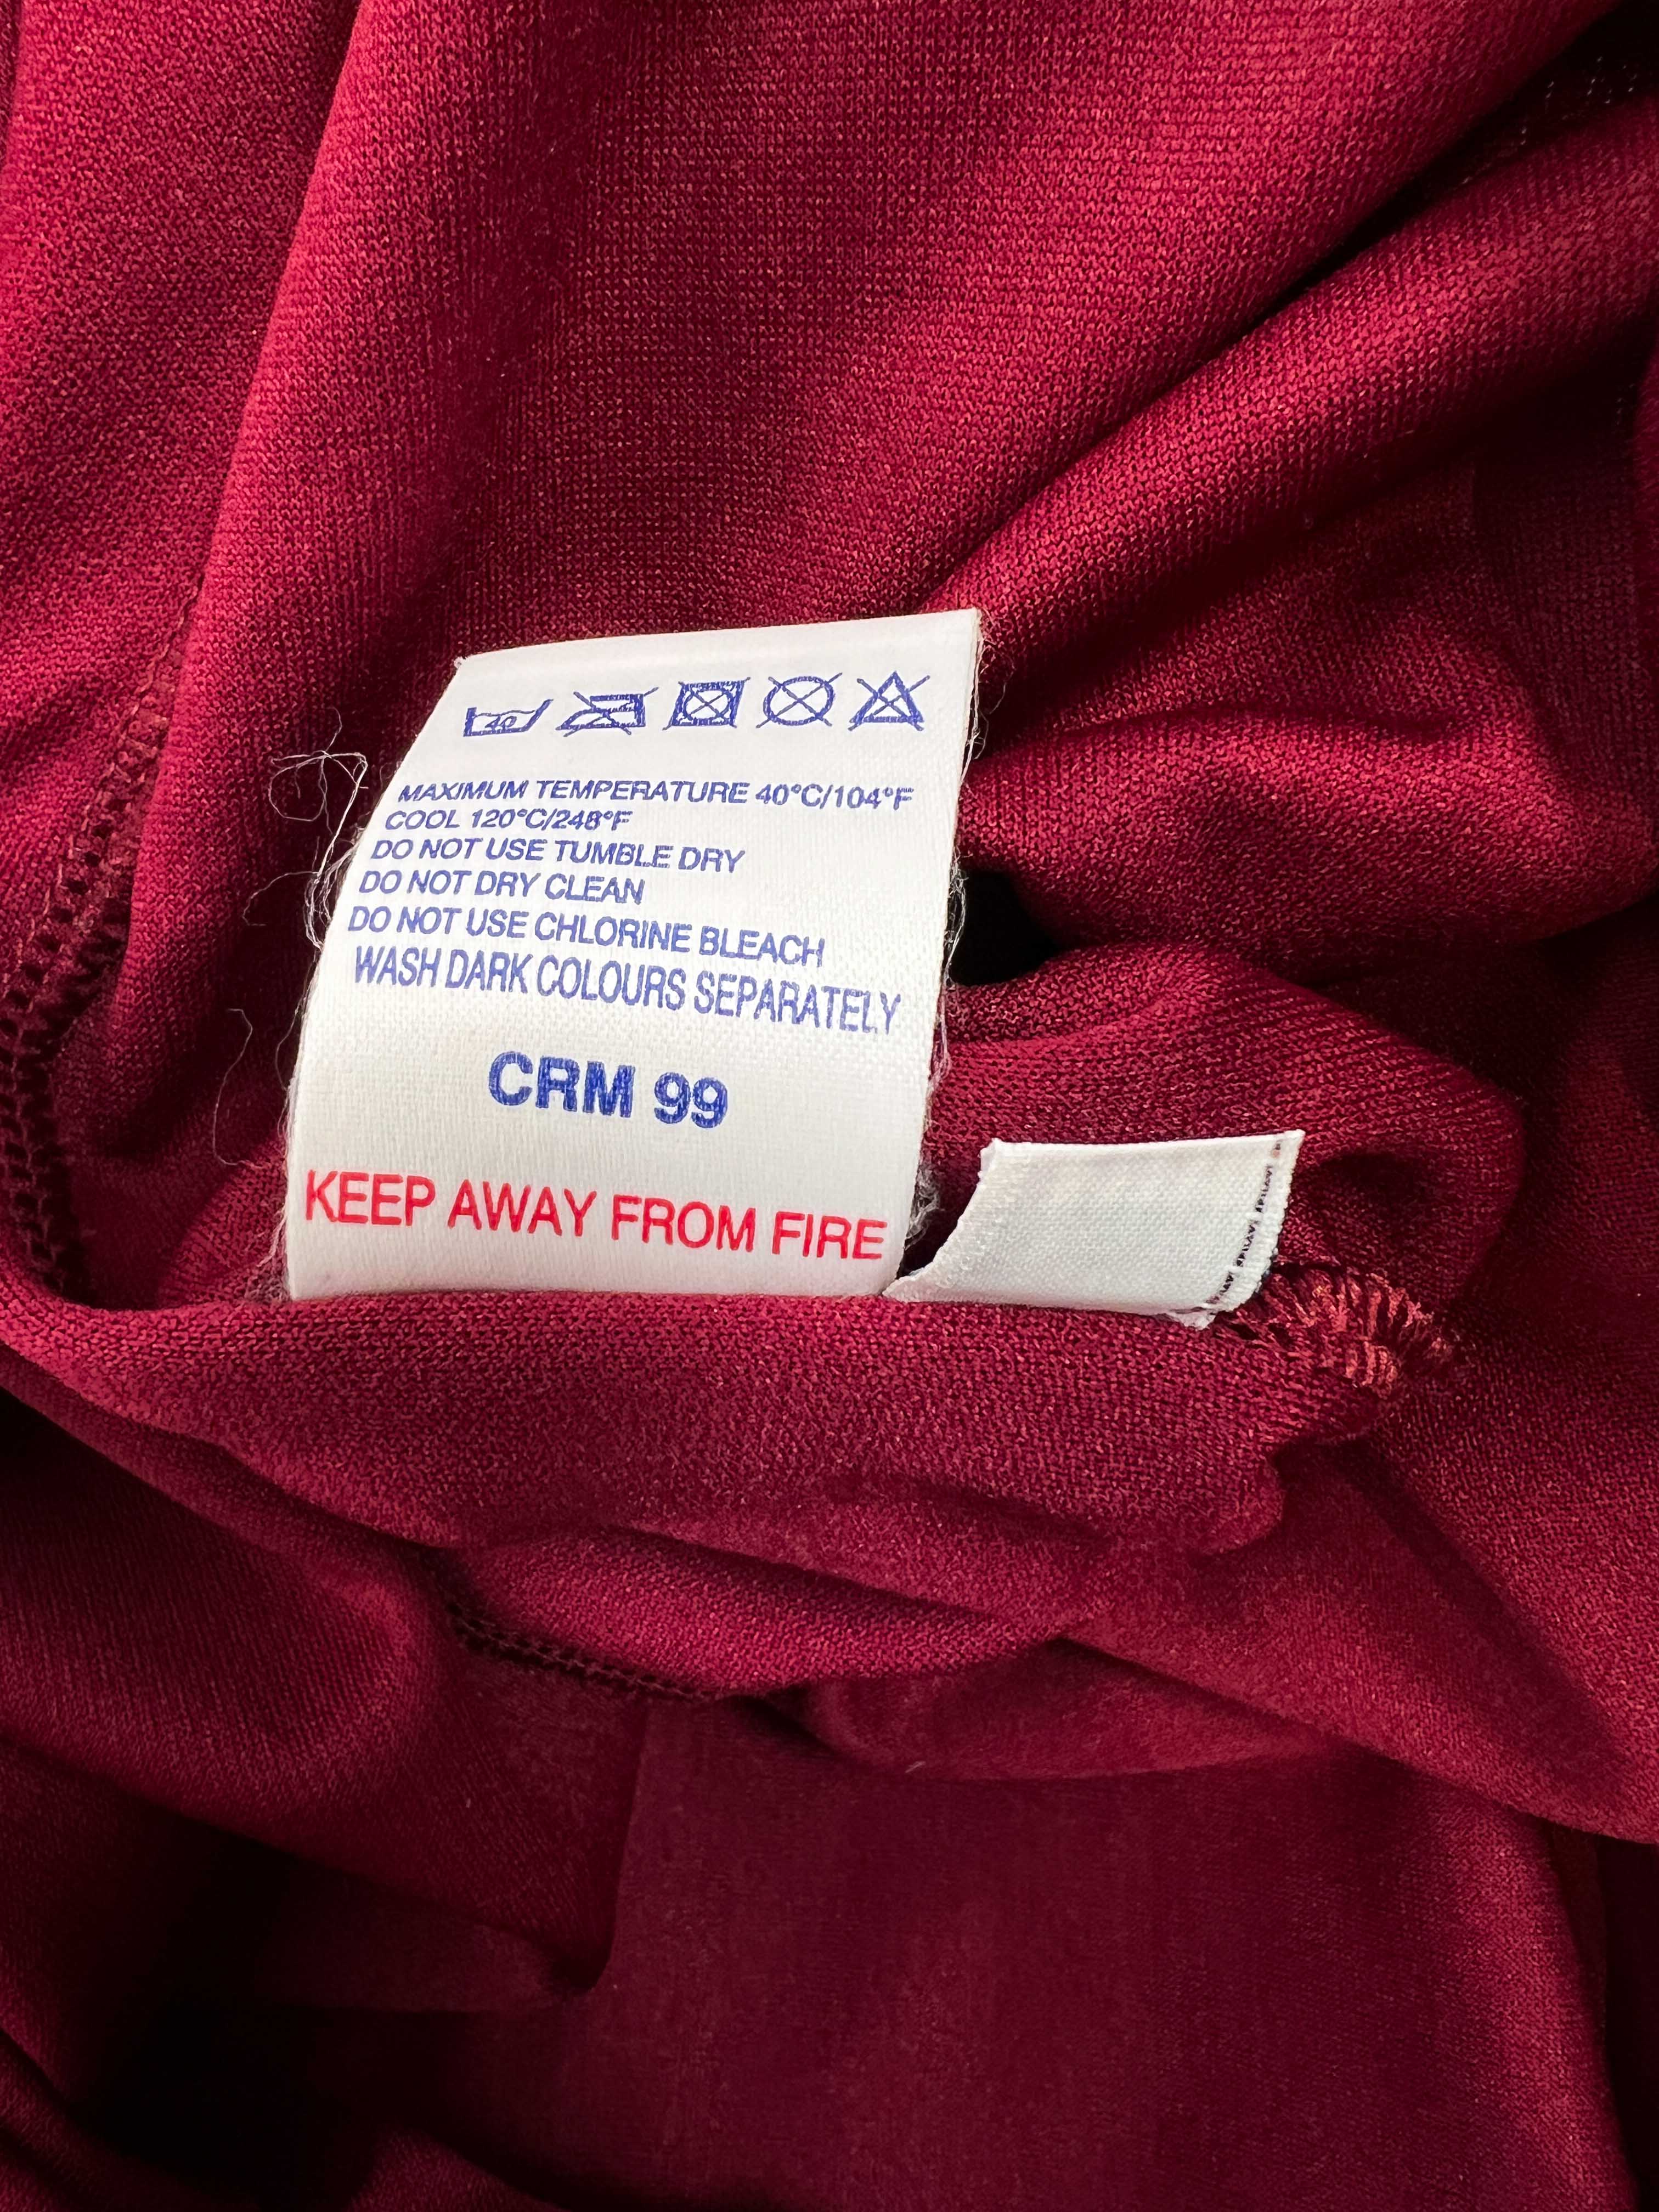 40
MAXIMUM TEMPERATURE 40°C/104°F
COOL 120°C/248°F
DO NOT USE TUMBLE DRY
DO NOT DRY CLEAN
DO NOT USE CHLORINE BLEACH
WASH DARK COLOURS SEPARATELY
CRM 99
KEEP AWAY FROM FIRE